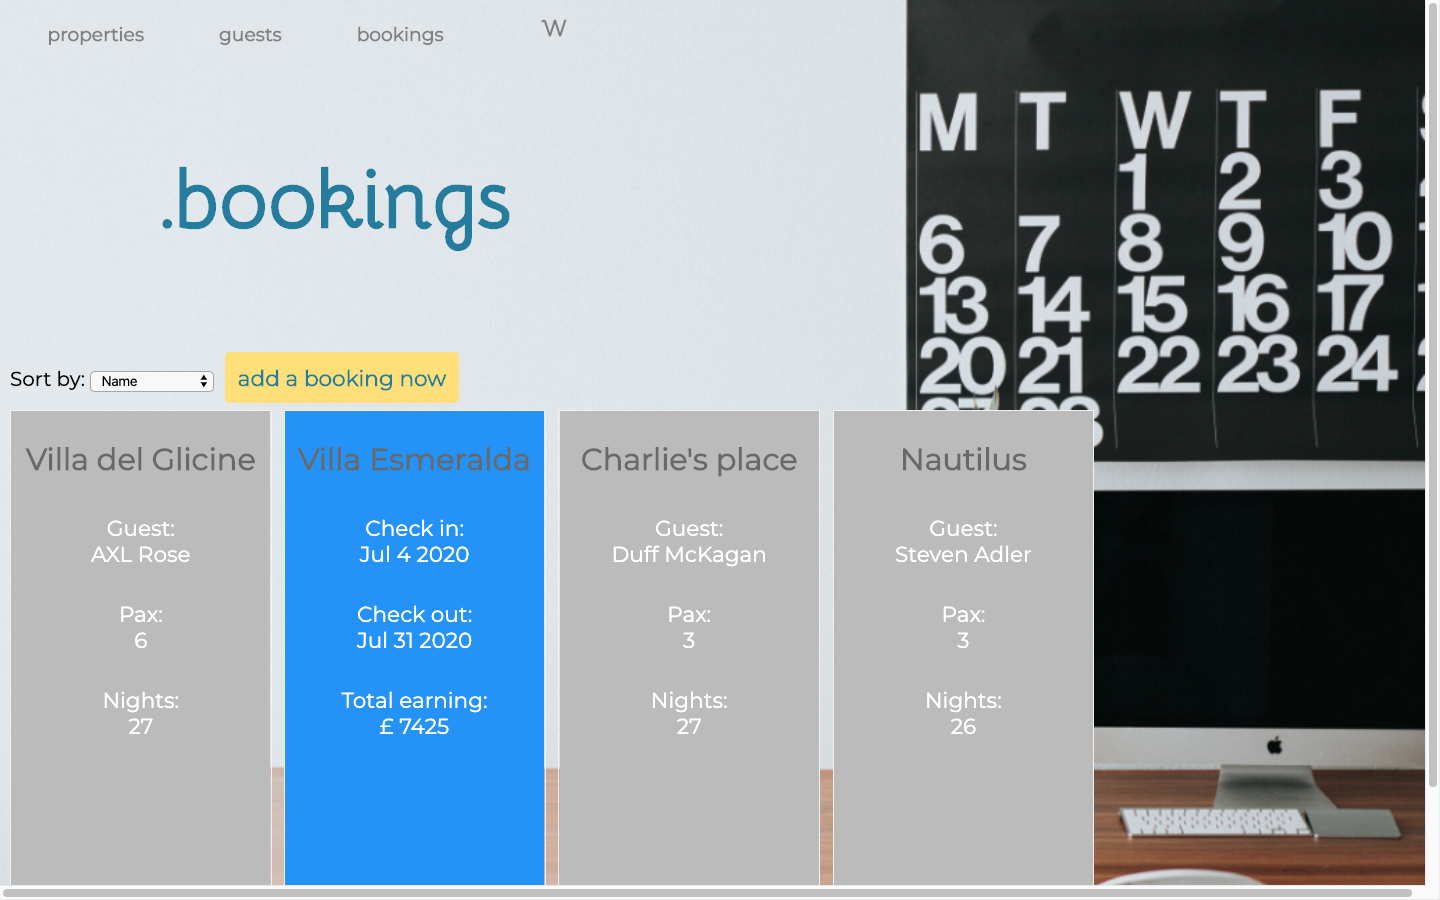 properties guests bookings W
.bookings
M T W T F
1 2 3
6 7 8 9 10
13 14 15 16 17
20 21 22 23 24
Sort by: Name add a booking now
Villa del Glicine
Guest:
AXL Rose
Pax:
6
Nights:
27
Villa Esmeralda
Check in:
Jul 4 2020
Check out:
Jul 31 2020
Total earning:
£ 7425
Charlie's place
Guest:
Duff McKagan
Pax:
3
Nights:
27
Nautilus
Guest:
Steven Adler
Pax:
3
Nights:
26